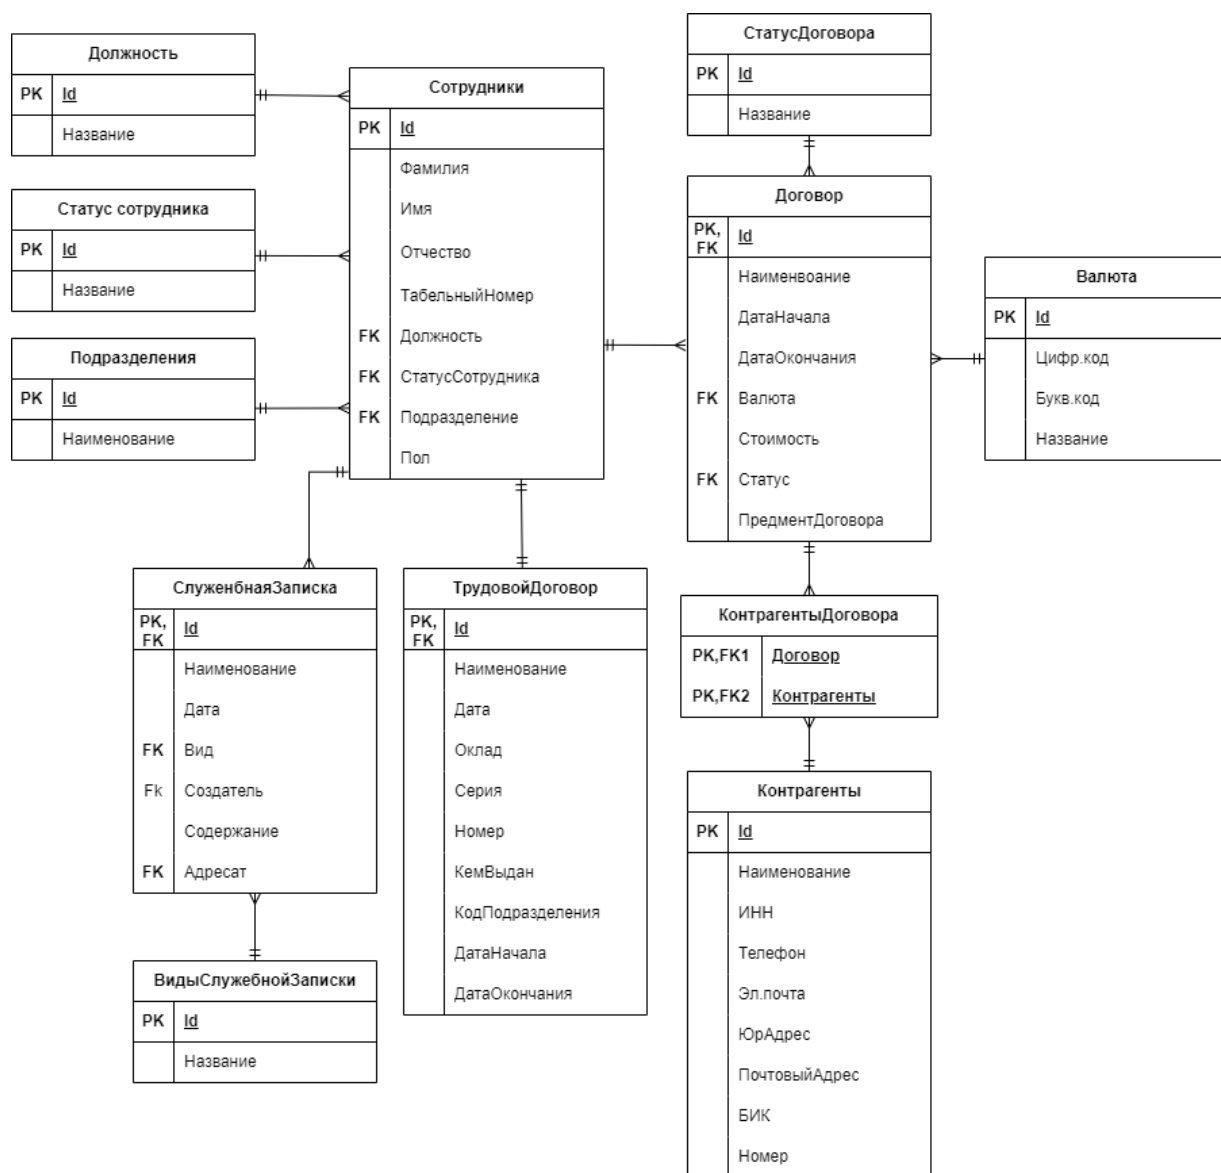 Должность
PK Id
Название
Статус сотрудника
PK Id
Название
Подразделения
PK Id
Наименование
Сотрудники
PK Id
Фамилия
Имя
Отчество
ТабельныйНомер
FK Должность
FK СтатусСотрудника
FK Подразделение
Пол
СтатусДоговора
PK Id
Название
Договор
PK,
FK Id
Наименвоание
ДатаНачала
ДатаОкончания
FK Валюта
Стоимость
FK Статус
ПредментДоговора
Валюта
PK Id
Цифр.код
Букв.код
Название
СлуженбнаяЗаписка
PK,
FK Id
Наименование
Дата
FK Вид
Fk Создатель
Содержание
FK Адресат
ТрудовойДоговор
PK,
FK Id
Наименование
Дата
Оклад
Серия
Номер
КемВыдан
КодПодразделения
ДатаНачала
ДатаОкончания
КонтрагентыДоговора
PK,FK1 Договор
PK,FK2 Контрагенты
ВидыСлужебнойЗаписки
PK Id
Название
Контрагенты
PK Id
Наименование
ИНН
Телефон
Эл.почта
ЮрАдрес
ПочтовыйАдрес
БИК
Номер